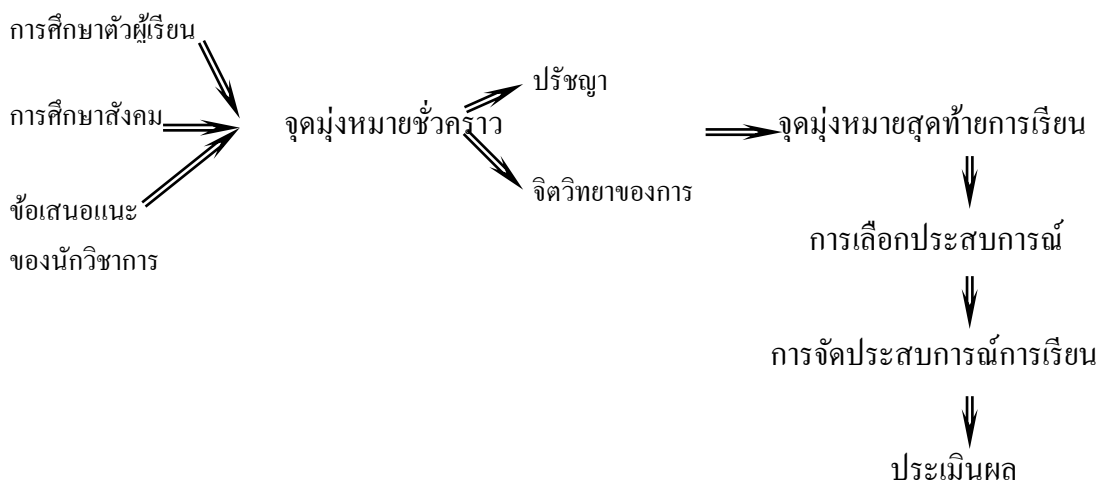 การศึกษาตัวผู้เรียน
การศึกษาสังคม
ข้อเสนอแนะ
ของนักวิชาการ
จุดมุ่งหมายชั่วคราว
ปรัชญา
จิตวิทยาของการ
จุดมุ่งหมายสุดท้ายการเรียน
การเลือกประสบการณ์
การจัดประสบการณ์การเรียน
ประเมินผล